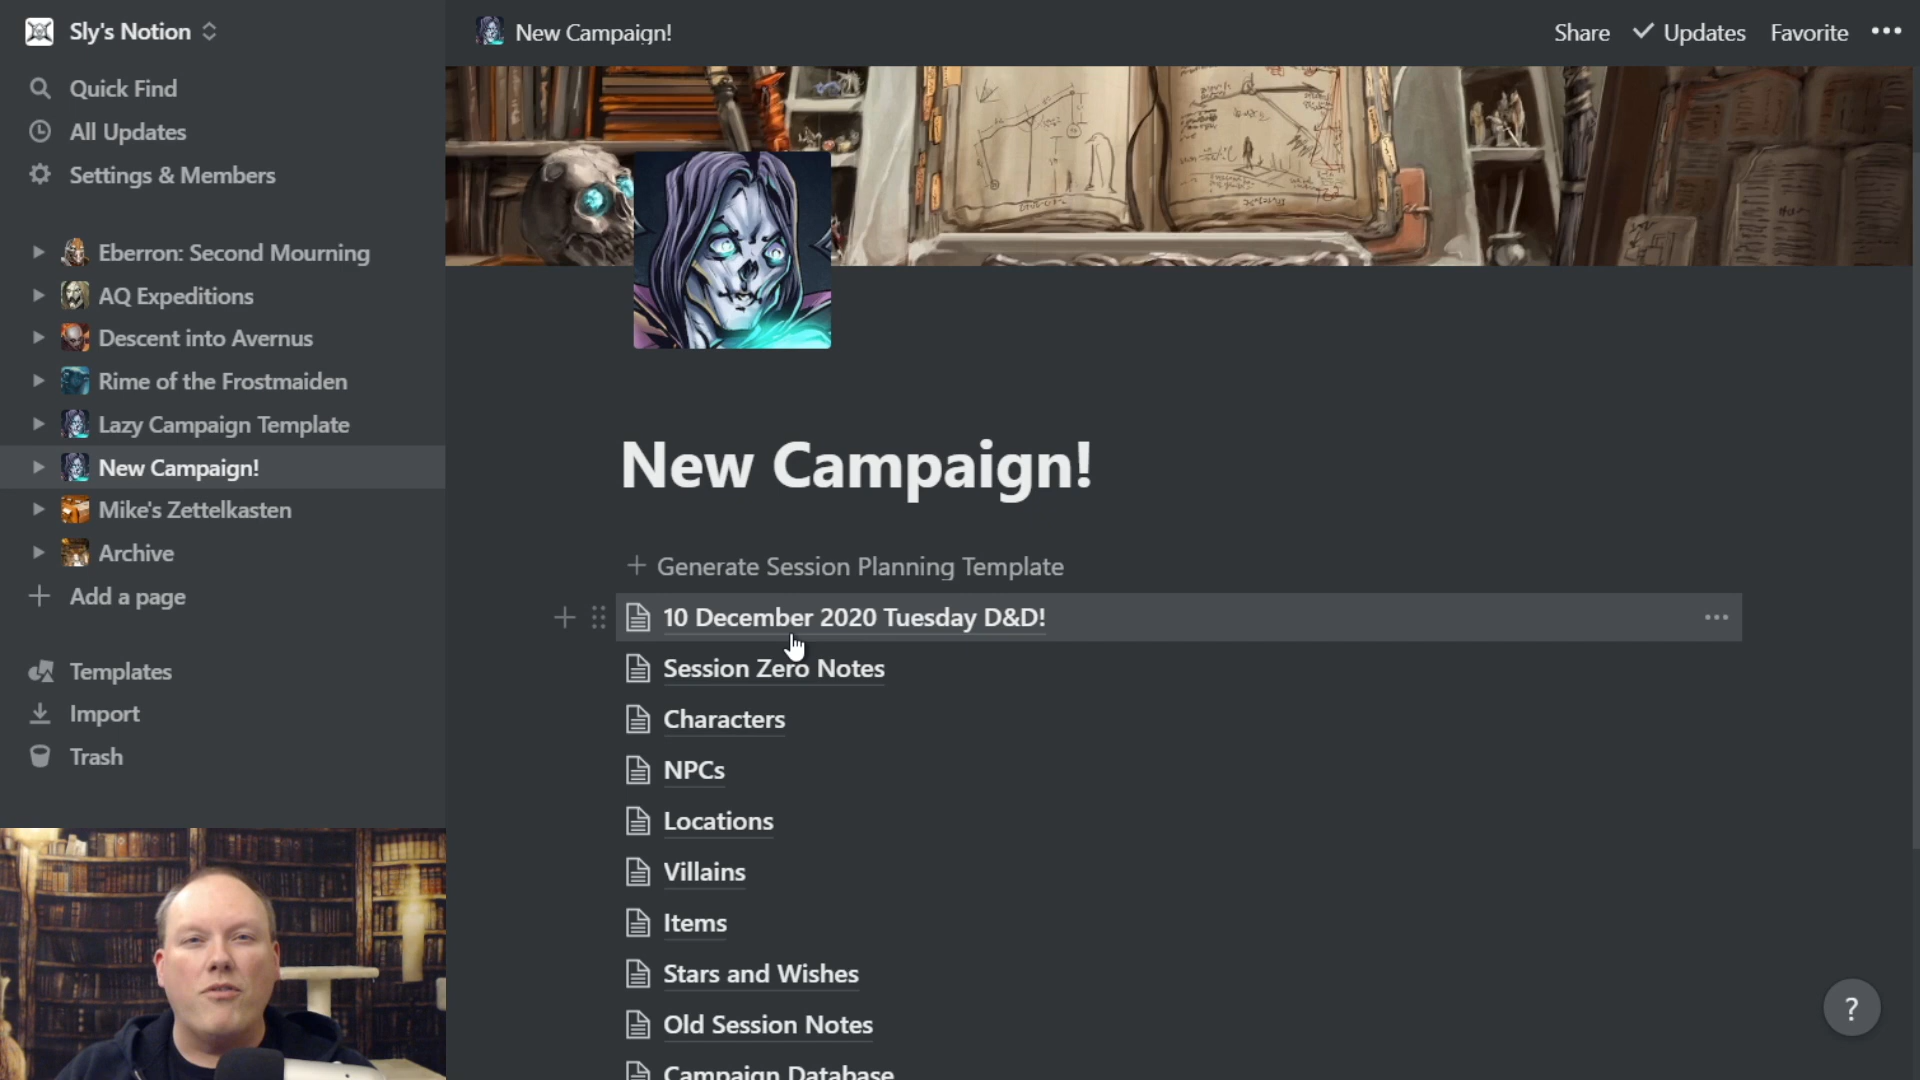 Sly's Notion
Quick Find
All Updates
Settings & Members
Eberron: Second Mourning
AQ Expeditions
Descent into Avernus
Rime of the Frostmaiden
Lazy Campaign Template
New Campaign!
Mike's Zettelkasten
Archive
Add a page
Templates
Import
Trash
New Campaign!
Share
Updates
Favorite
New Campaign!
Generate Session Planning Template
10 December 2020 Tuesday D&D!
Session Zero Notes
Characters
NPCs
Locations
Villains
Items
Stars and Wishes
Old Session Notes
Campaign Database
?